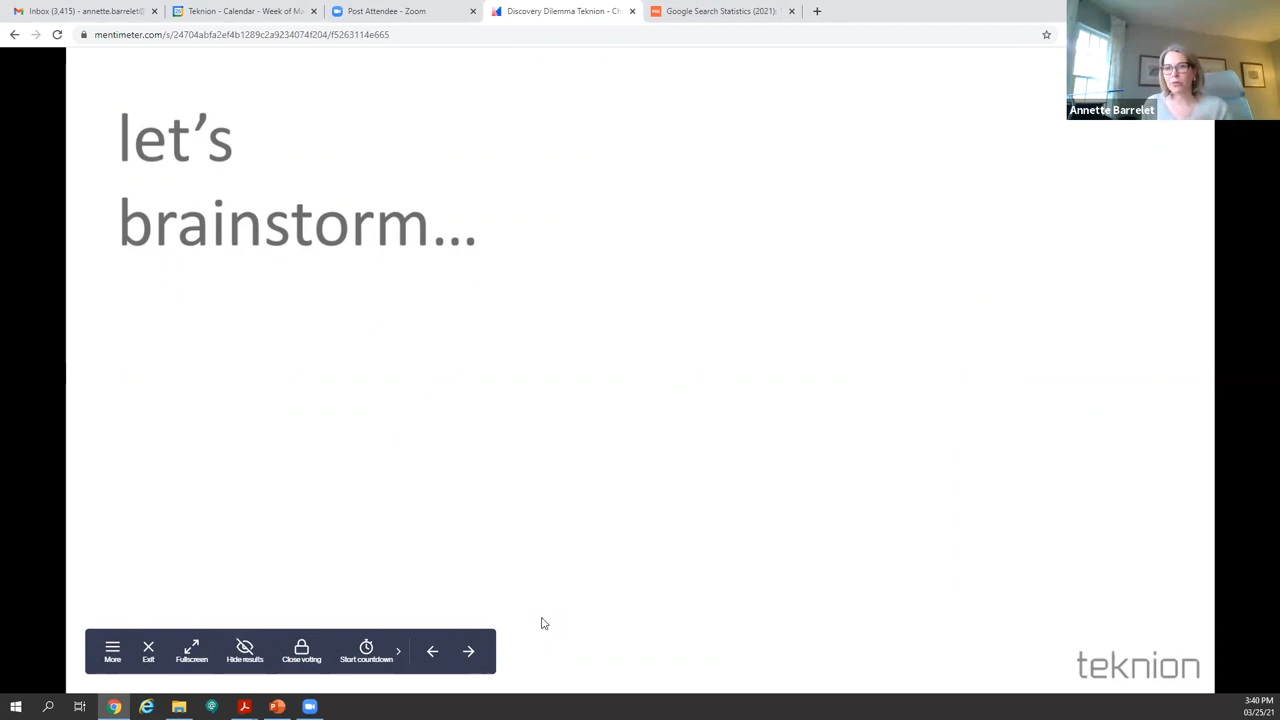 Inbox (3,415) - annette.barrelet@
Teknion - Calendar - Week of Ma
Post Attendee - Zoom
Discovery Dilemma Teknion - Ch
Google Search Statistics (2021):
mentimeter.com/s/24704abfa2ef4b1289c2a9234074f204/f5263114e665
Annette Barrelet
let's
brainstorm...
More
Exit
Fullscreen
Hide results
Close voting
Start countdown
teknion
3:40 PM
03/25/21